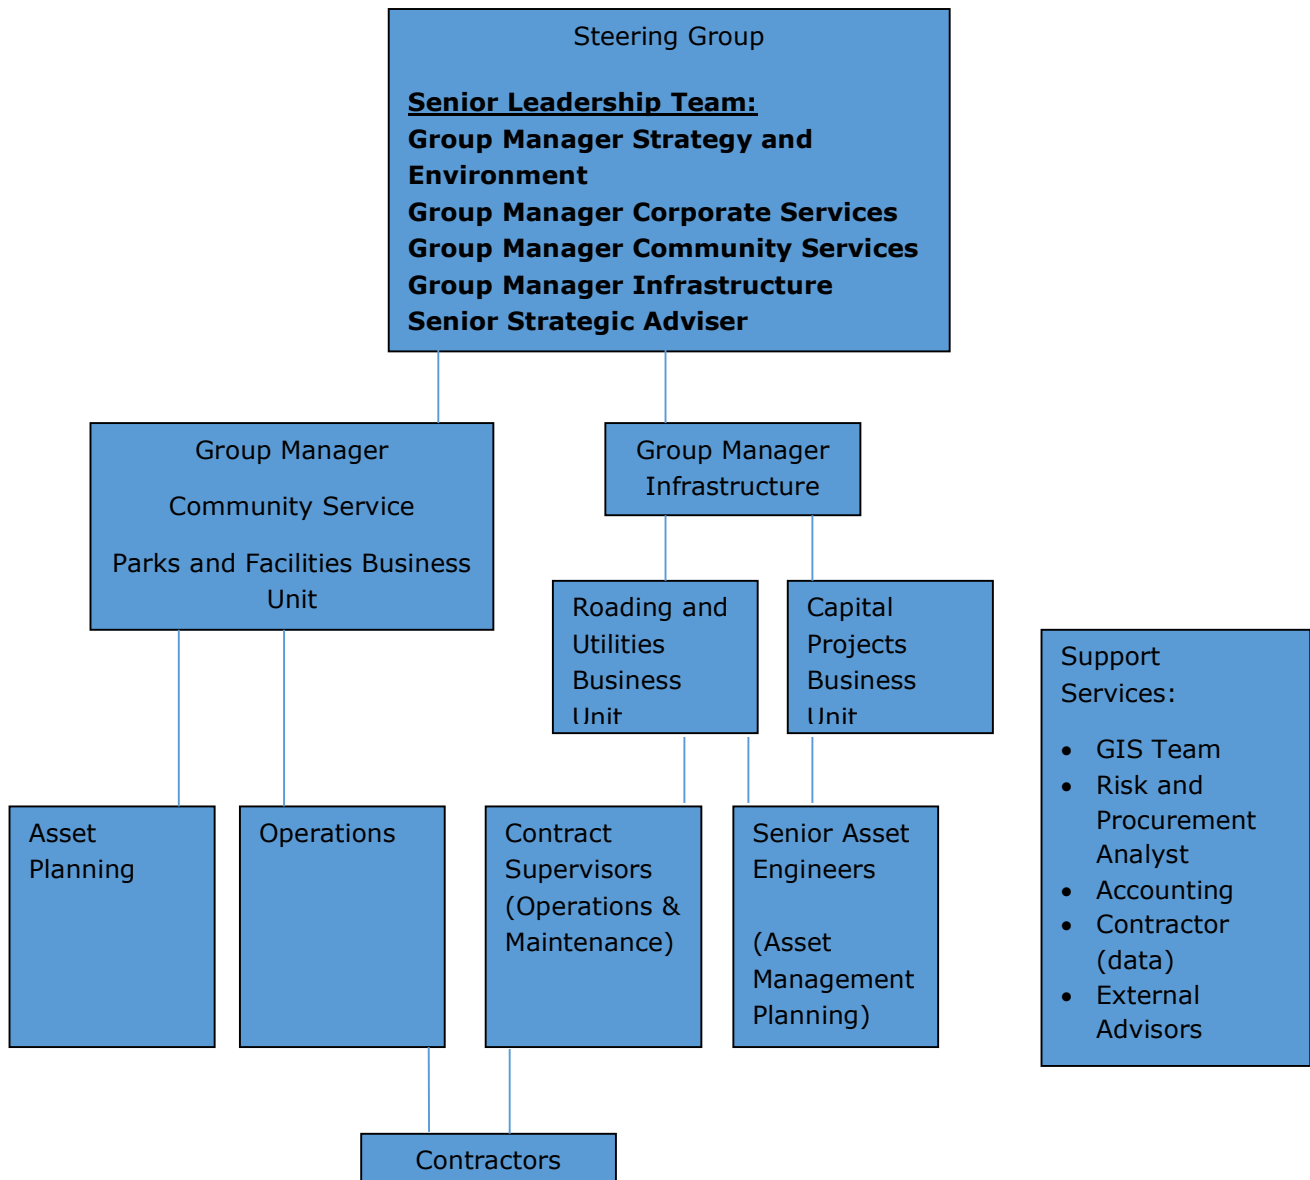 Steering Group
Senior Leadership Team:
Group Manager Strategy and
Environment
Group Manager Corporate Services
Group Manager Community Services
Group Manager Infrastructure
Senior Strategic Adviser
Group Manager
Community Service
Parks and Facilities Business
Unit
Group Manager
Infrastructure
Roading and
Utilities
Business
Unit
Capital
Projects
Business
Unit
Support
Services:
• GIS Team
• Risk and
Procurement
Analyst
• Accounting
• Contractor
(data)
• External
Advisors
Asset
Planning
Operations
Contract
Supervisors
(Operations &
Maintenance)
Senior Asset
Engineers
(Asset
Management
Planning)
Contractors